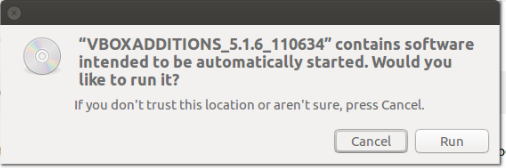 “VBOXADDITIONS_5.1.6_110634” contains software
intended to be automatically started. Would you
like to run it?
If you don't trust this location or aren't sure, press Cancel.
Cancel
Run